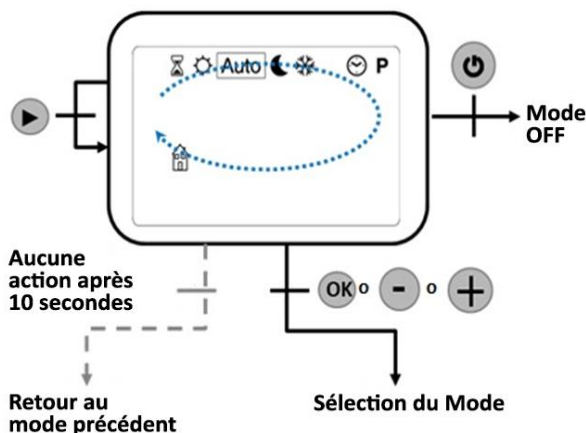 Auto P
Mode
OFF
Aucune
action après
10 secondes
OK o - o +
Retour au
mode précédent
Sélection du Mode